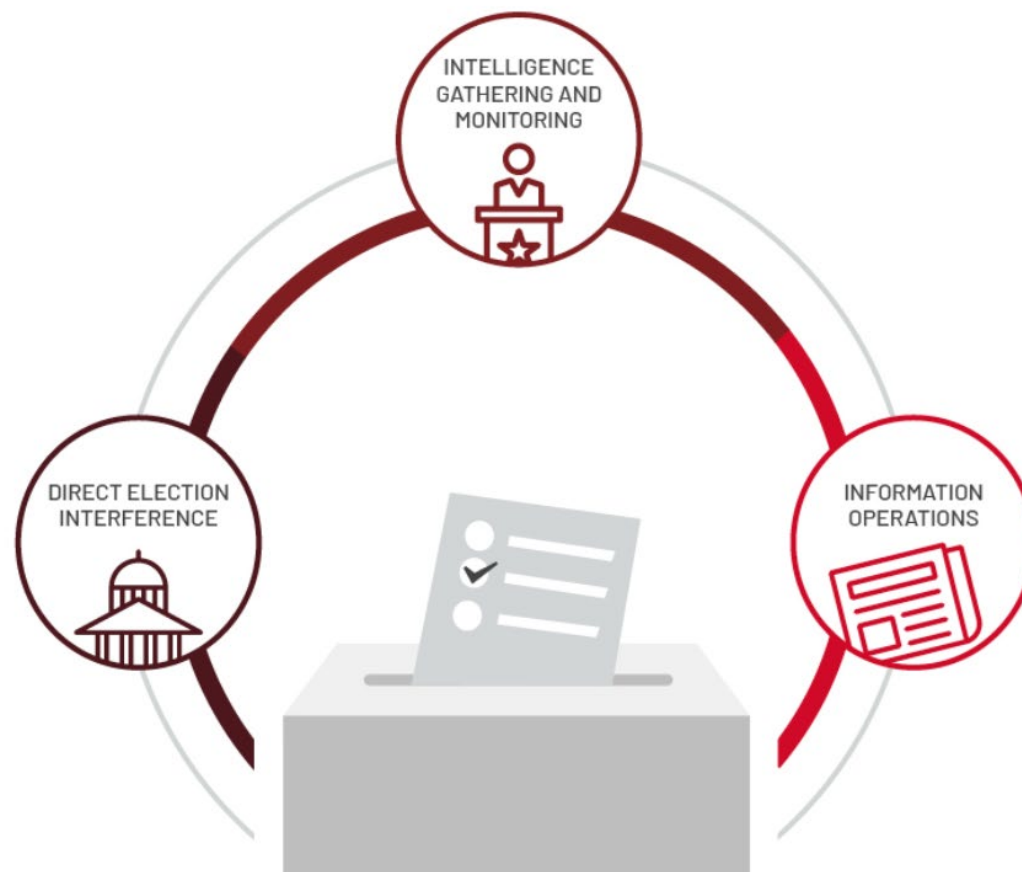 INTELLIGENCE
GATHERING AND
MONITORING
DIRECT ELECTION
INTERFERENCE
INFORMATION
OPERATIONS